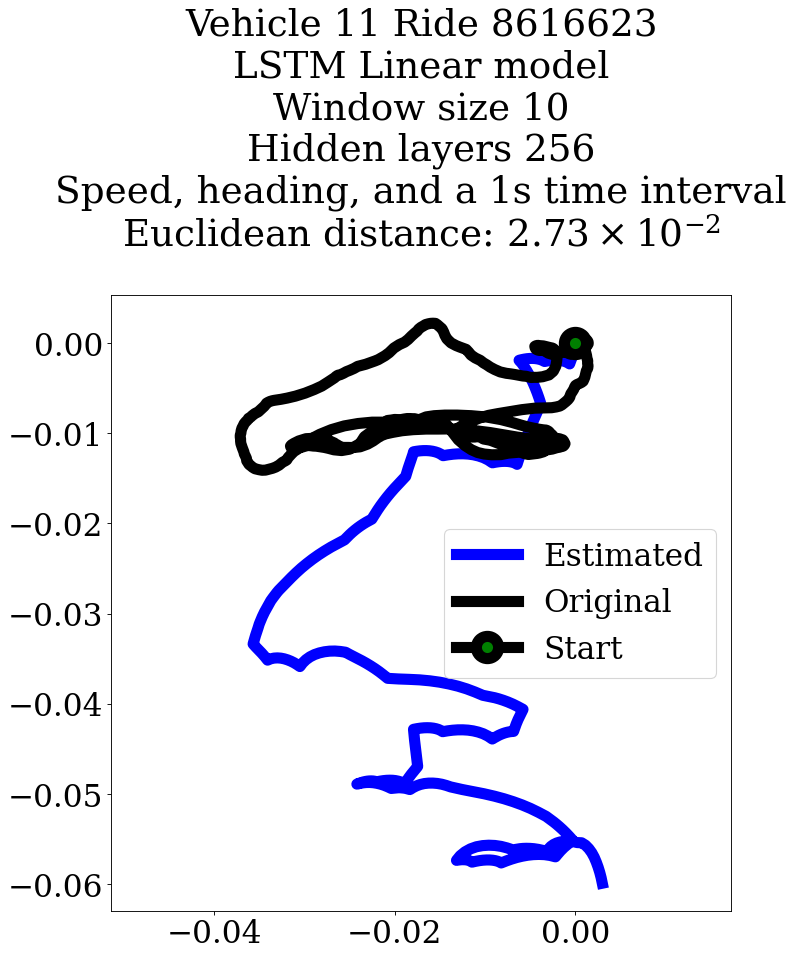 Vehicle 11 Ride 8616623
LSTM Linear model
Window size 10
Hidden layers 256
Speed, heading, and a 1s time interval
Euclidean distance: 2.73 × 10⁻²
0.00
−0.01
−0.02
−0.03
−0.04
−0.05
−0.06
Estimated
Original
Start
−0.04 −0.02 0.00